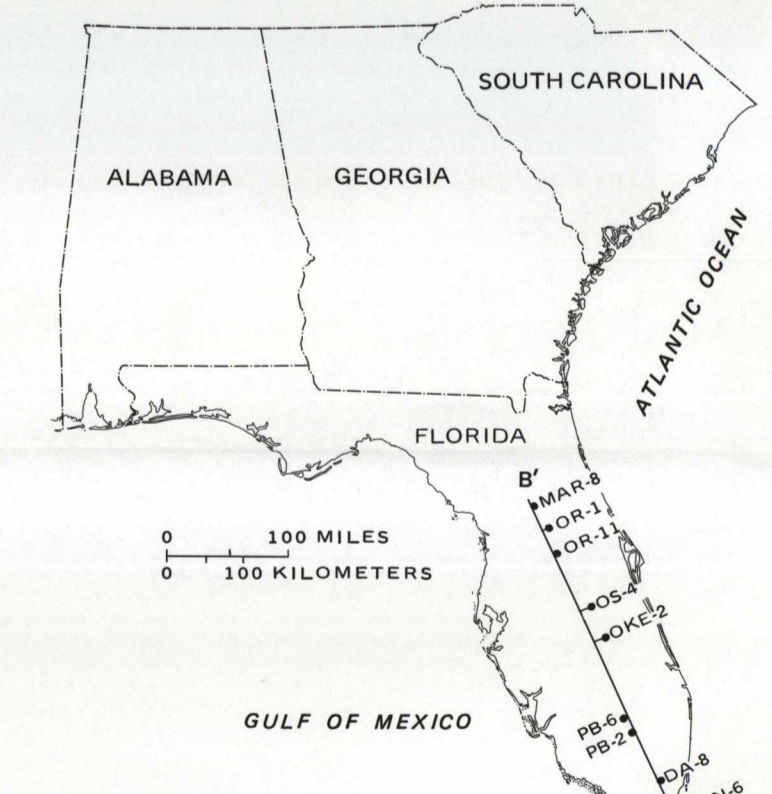 SOUTH CAROLINA
ALABAMA
GEORGIA
ATLANTIC OCEAN
FLORIDA
B'
MAR-8
OR-1
OR-11
0 100 MILES
0 100 KILOMETERS
OS-4
OKE-2
GULF OF MEXICO
PB-6
PB-2
DA-8